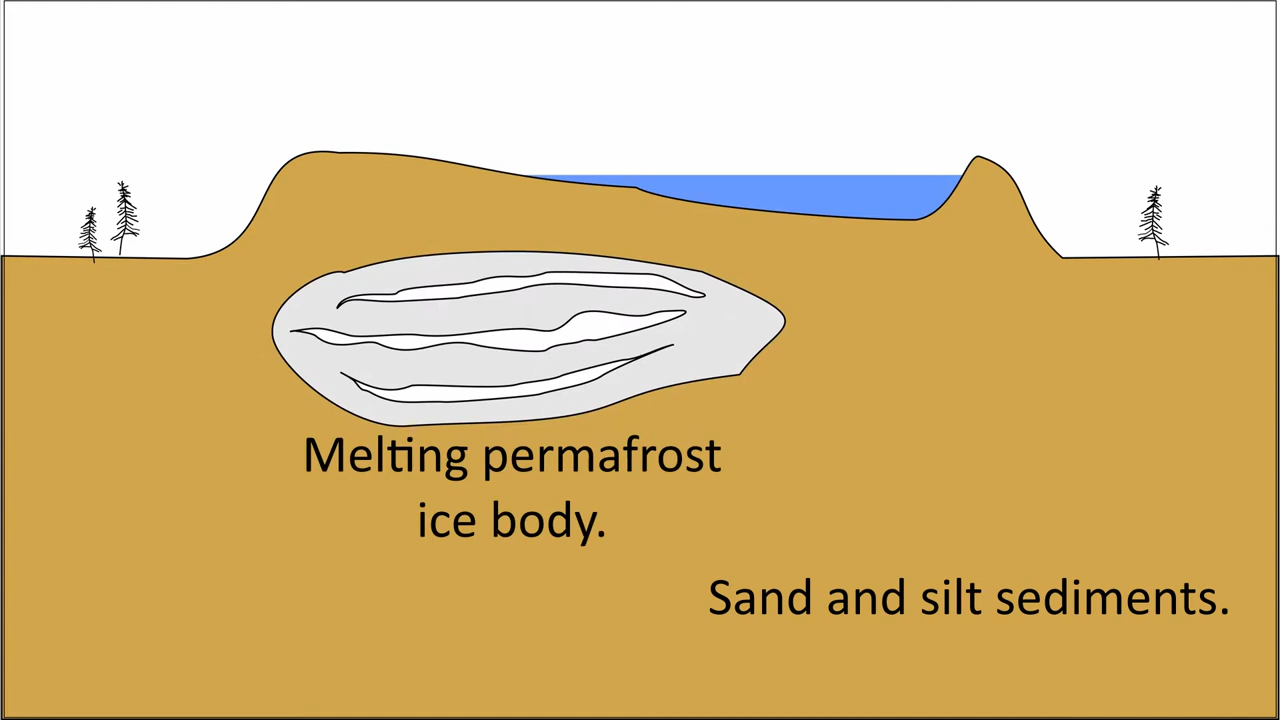 Melting permafrost
ice body.
Sand and silt sediments.